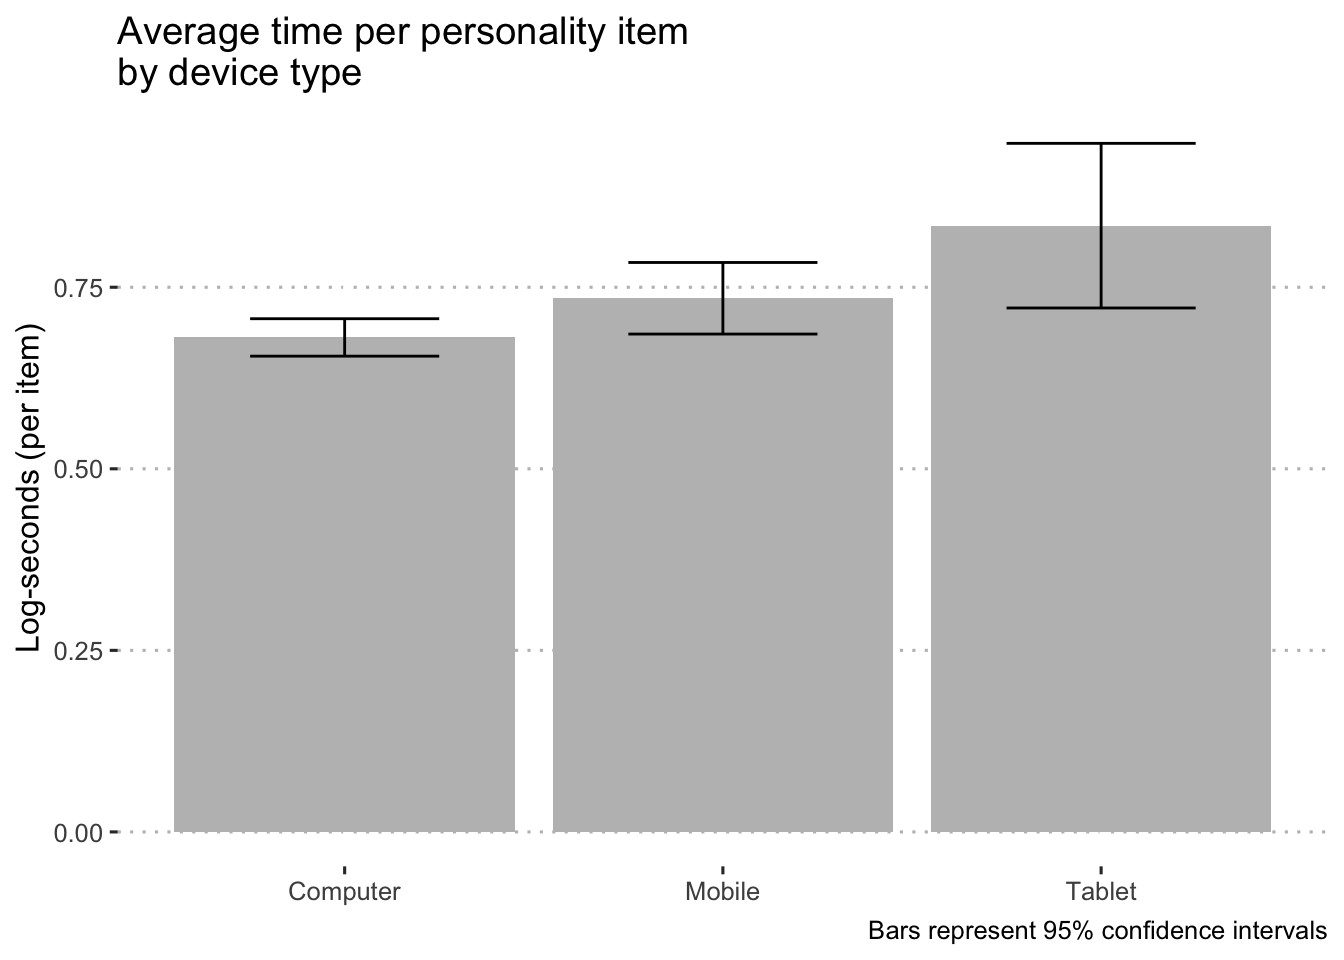 Average time per personality item
by device type
Log-seconds (per item)
0.75
0.50
0.25
0.00
Computer
Mobile
Tablet
Bars represent 95% confidence intervals